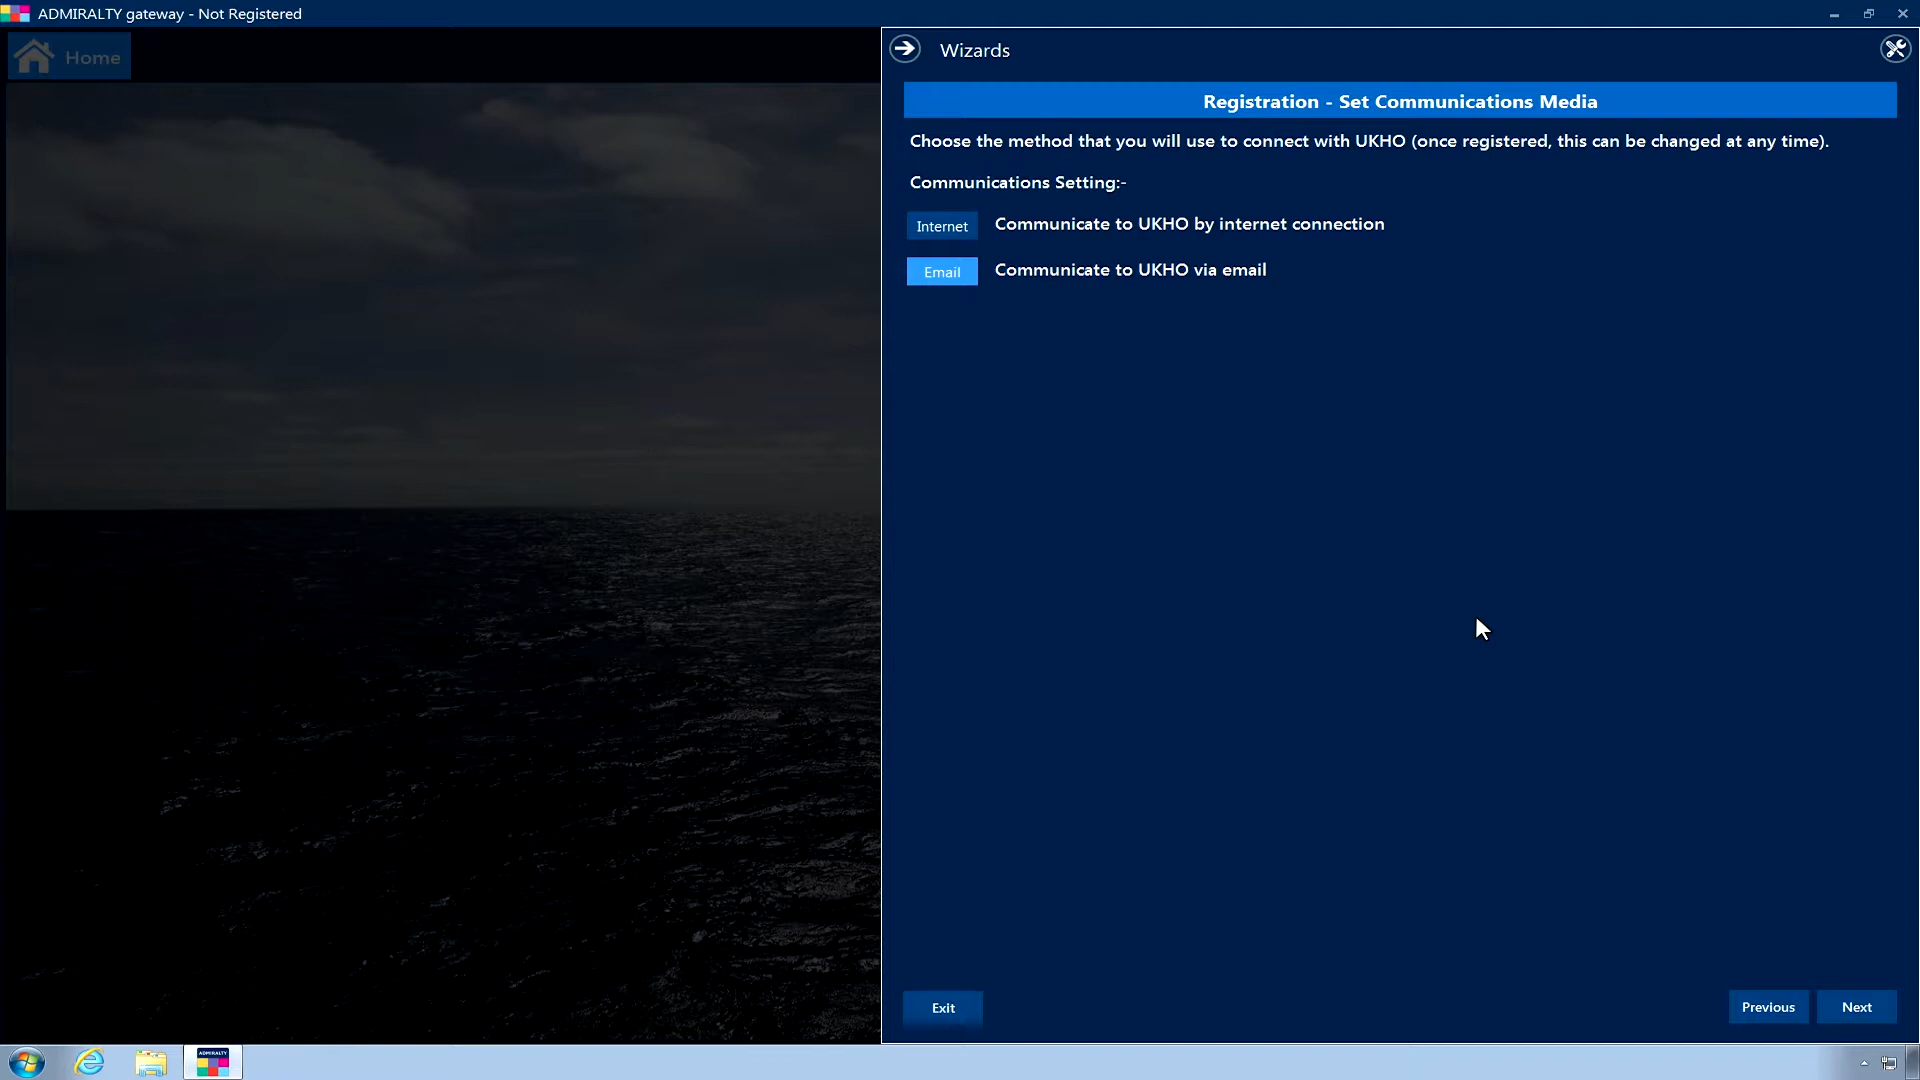 ADMIRALTY gateway - Not Registered
Home
Wizards
Registration - Set Communications Media
Choose the method that you will use to connect with UKHO (once registered, this can be changed at any time).
Communications Setting:-
Internet Communicate to UKHO by internet connection
Email Communicate to UKHO via email
Exit Previous Next
ADMIRALTY